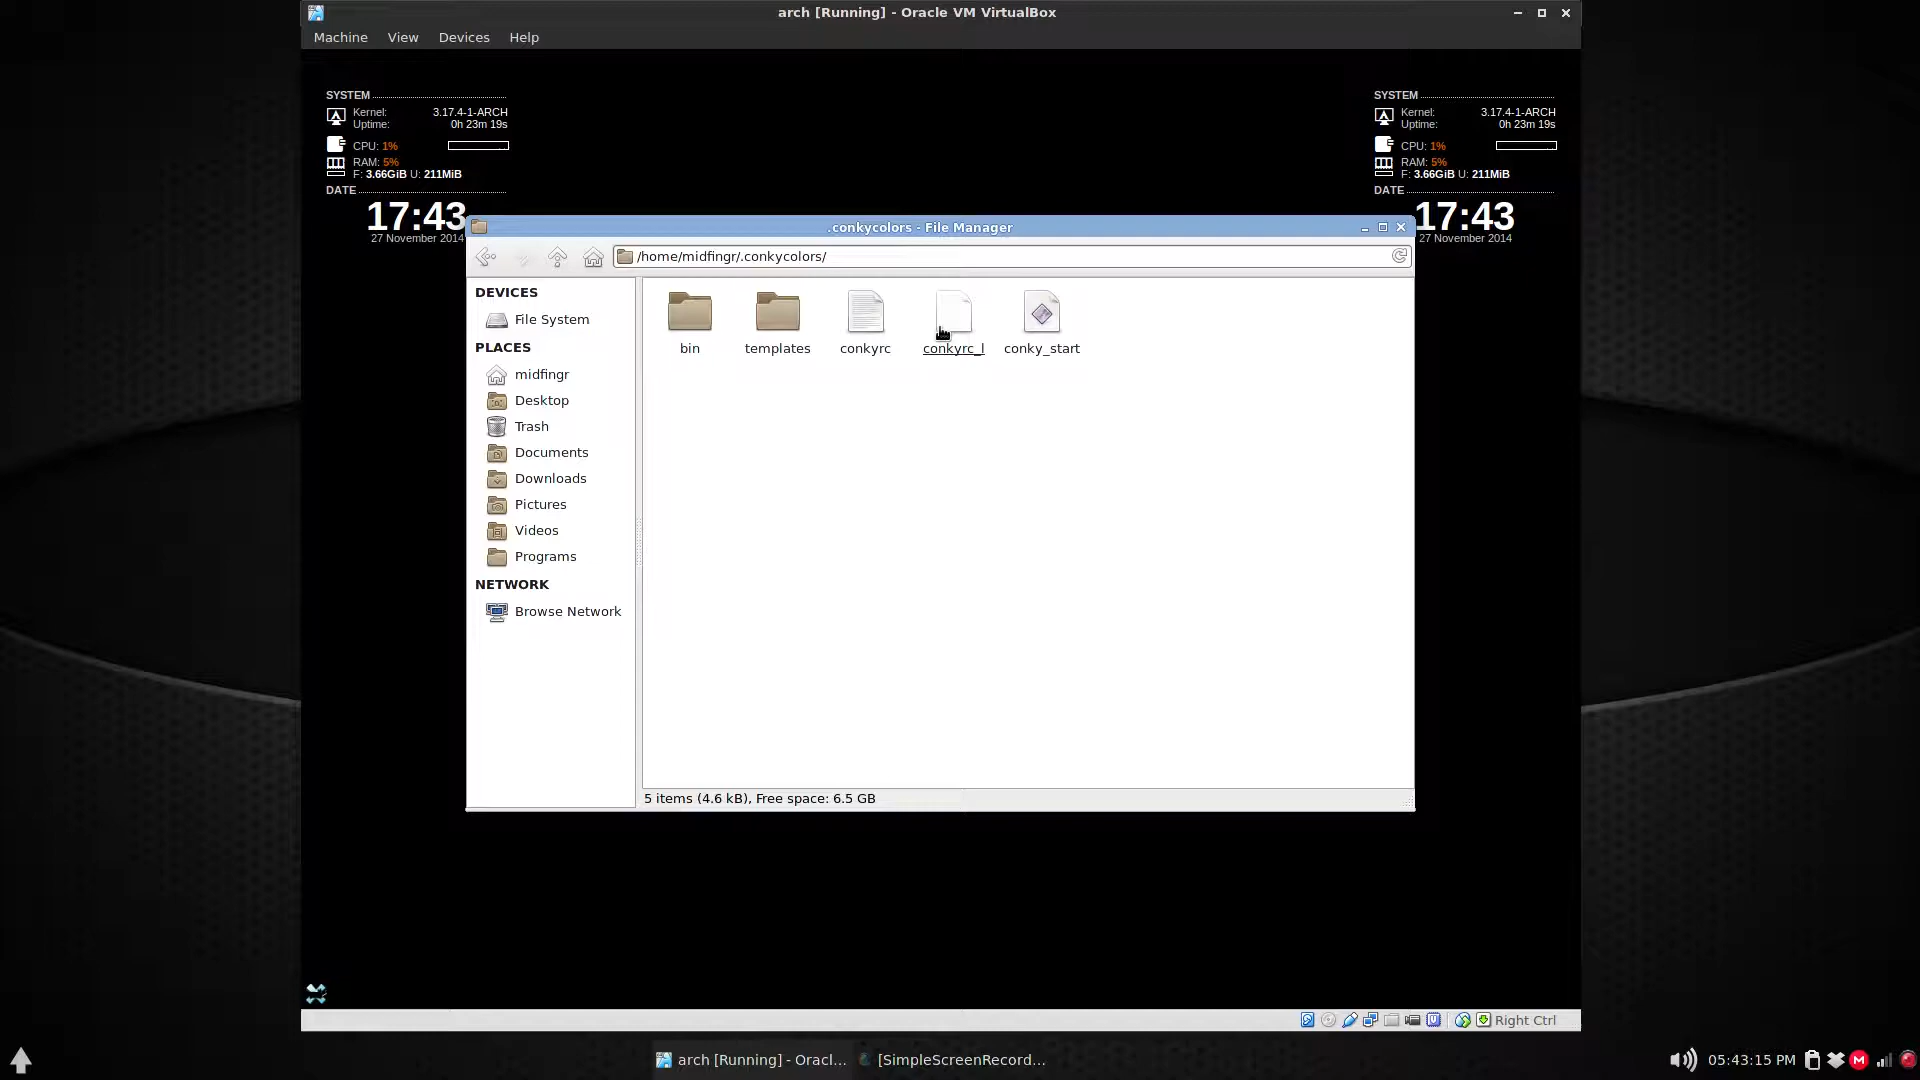 arch [Running] - Oracle VM VirtualBox
Machine View Devices Help
SYSTEM
Kernel: 3.17.4-1-ARCH
Uptime: 0h 23m 19s
CPU: 1%
RAM: 5%
F: 3.66GiB U: 211MiB
DATE
17:43
27 November 2014
SYSTEM
Kernel: 3.17.4-1-ARCH
Uptime: 0h 23m 19s
CPU: 1%
RAM: 5%
F: 3.66GiB U: 211MiB
DATE
17:43
27 November 2014
.conkycolors - File Manager
/home/midfingr/.conkycolors/
DEVICES
File System
PLACES
midfingr
Desktop
Trash
Documents
Downloads
Pictures
Videos
Programs
NETWORK
Browse Network
bin templates conkyrc conkyrc_l conky_start
5 items (4.6 kB), Free space: 6.5 GB
Right Ctrl
arch [Running] - Oracl... [SimpleScreenRecord...
05:43:15 PM